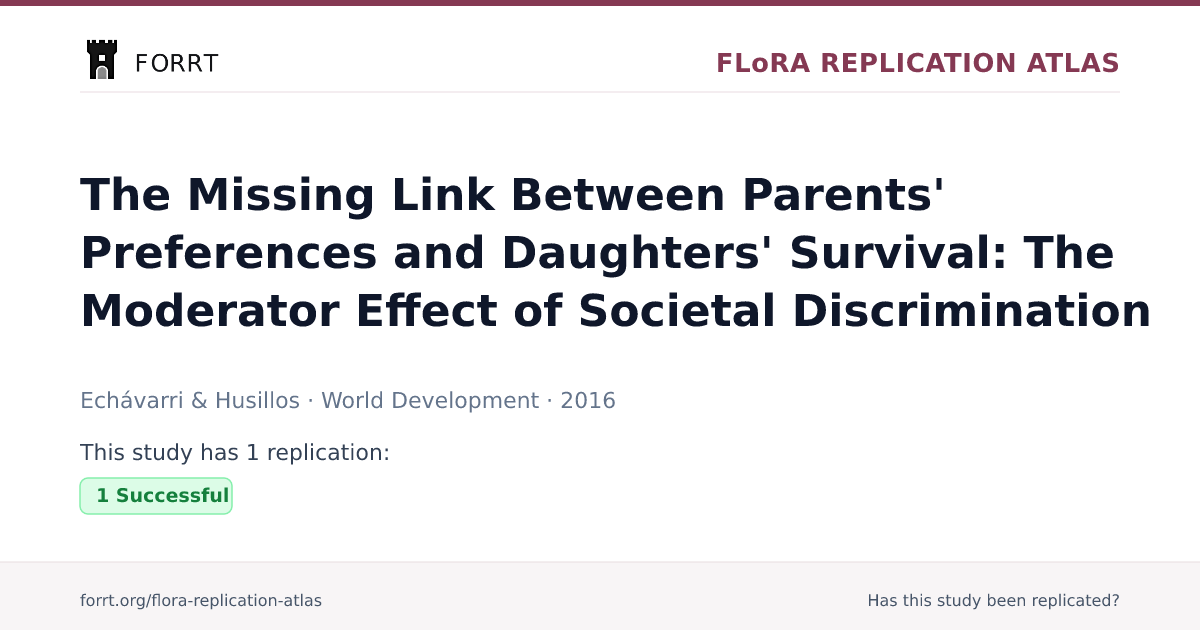 FORRT
FLoRA REPLICATION ATLAS
The Missing Link Between Parents'
Preferences and Daughters' Survival: The
Moderator Effect of Societal Discrimination
Echávarri & Husillos · World Development · 2016
This study has 1 replication:
1 Successful
forrt.org/flora-replication-atlas
Has this study been replicated?